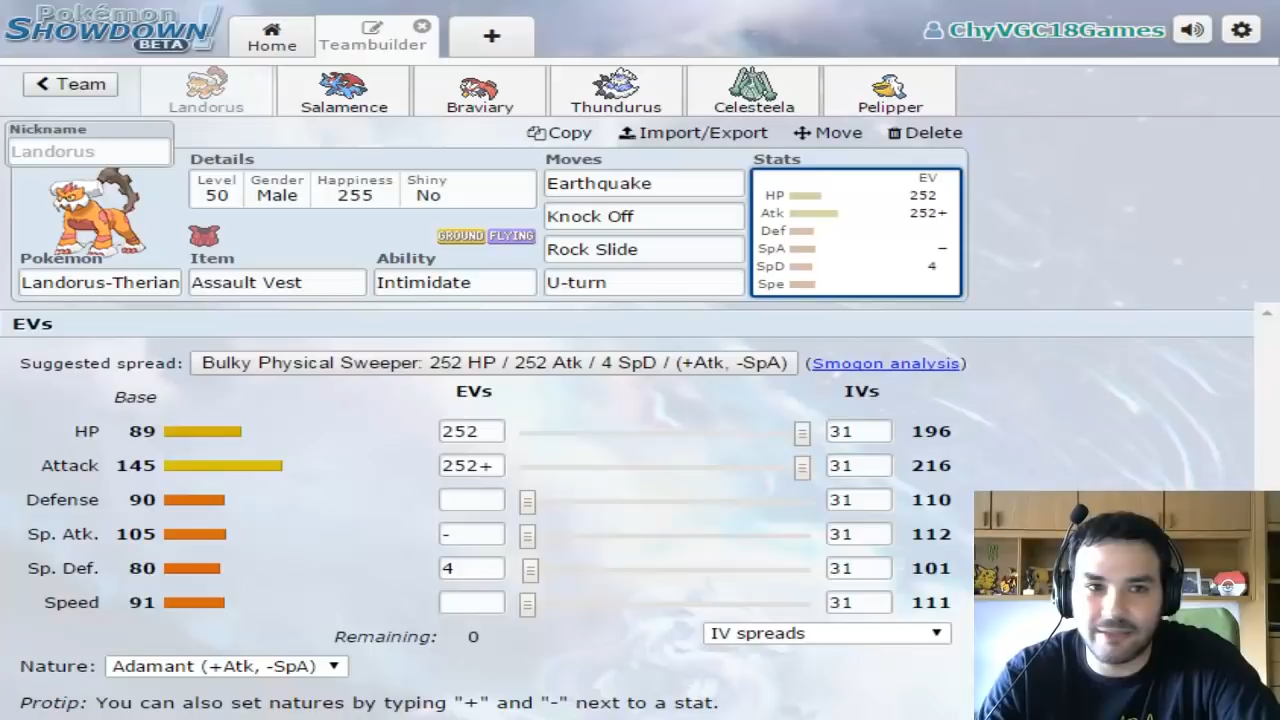 Pokémon
SHOWDOWN!
BETA
Home
Teambuilder
+
ChyVGC18Games
Team
Landorus
Salamence
Braviary
Thundurus
Celesteela
Pelipper
Copy Import/Export Move Delete
Nickname
Landorus
Details
Level Gender Happiness Shiny
50 Male 255 No
GROUND FLYING
Pokémon Item Ability
Landorus-Therian Assault Vest Intimidate
Moves
Earthquake
Knock Off
Rock Slide
U-turn
Stats
EV
HP 252
Atk 252+
Def
SpA −
SpD 4
Spe
EVs
Suggested spread: Bulky Physical Sweeper: 252 HP / 252 Atk / 4 SpD / (+Atk, -SpA) (Smogon analysis)
Base EVs IVs
HP 89 252 31 196
Attack 145 252+ 31 216
Defense 90 31 110
Sp. Atk. 105 - 31 112
Sp. Def. 80 4 31 101
Speed 91 31 111
Remaining: 0 IV spreads
Nature: Adamant (+Atk, -SpA)
Protip: You can also set natures by typing "+" and "-" next to a stat.